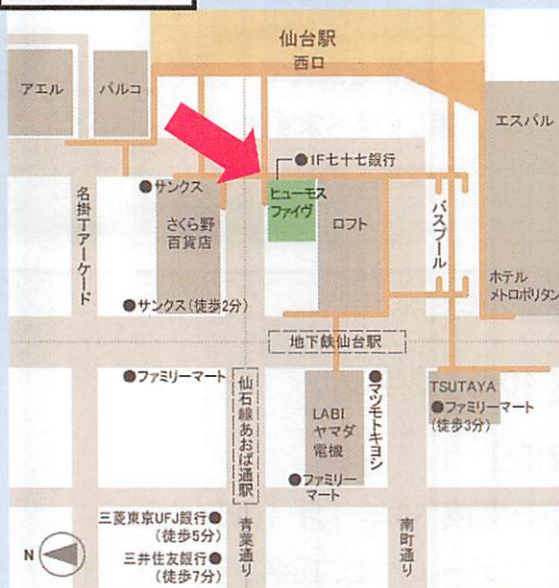 仙台駅
西口
アエル
パルコ
エスパル
●1F七十七銀行
●サンクス
ヒューモス
ファイヴ
ロフト
さくら野
百貨店
名掛丁アーケード
バスプール
ホテル
メトロポリタン
●サンクス(徒歩2分)
地下鉄仙台駅
●ファミリーマート
仙石線あおば通駅
LABI
ヤマダ
電機
●マツモトキヨシ
TSUTAYA
●ファミリーマート
(徒歩3分)
●ファミリー
マート
三菱東京UFJ銀行●
(徒歩5分)
三井住友銀行●
(徒歩7分)
青葉通り
南町通り
N